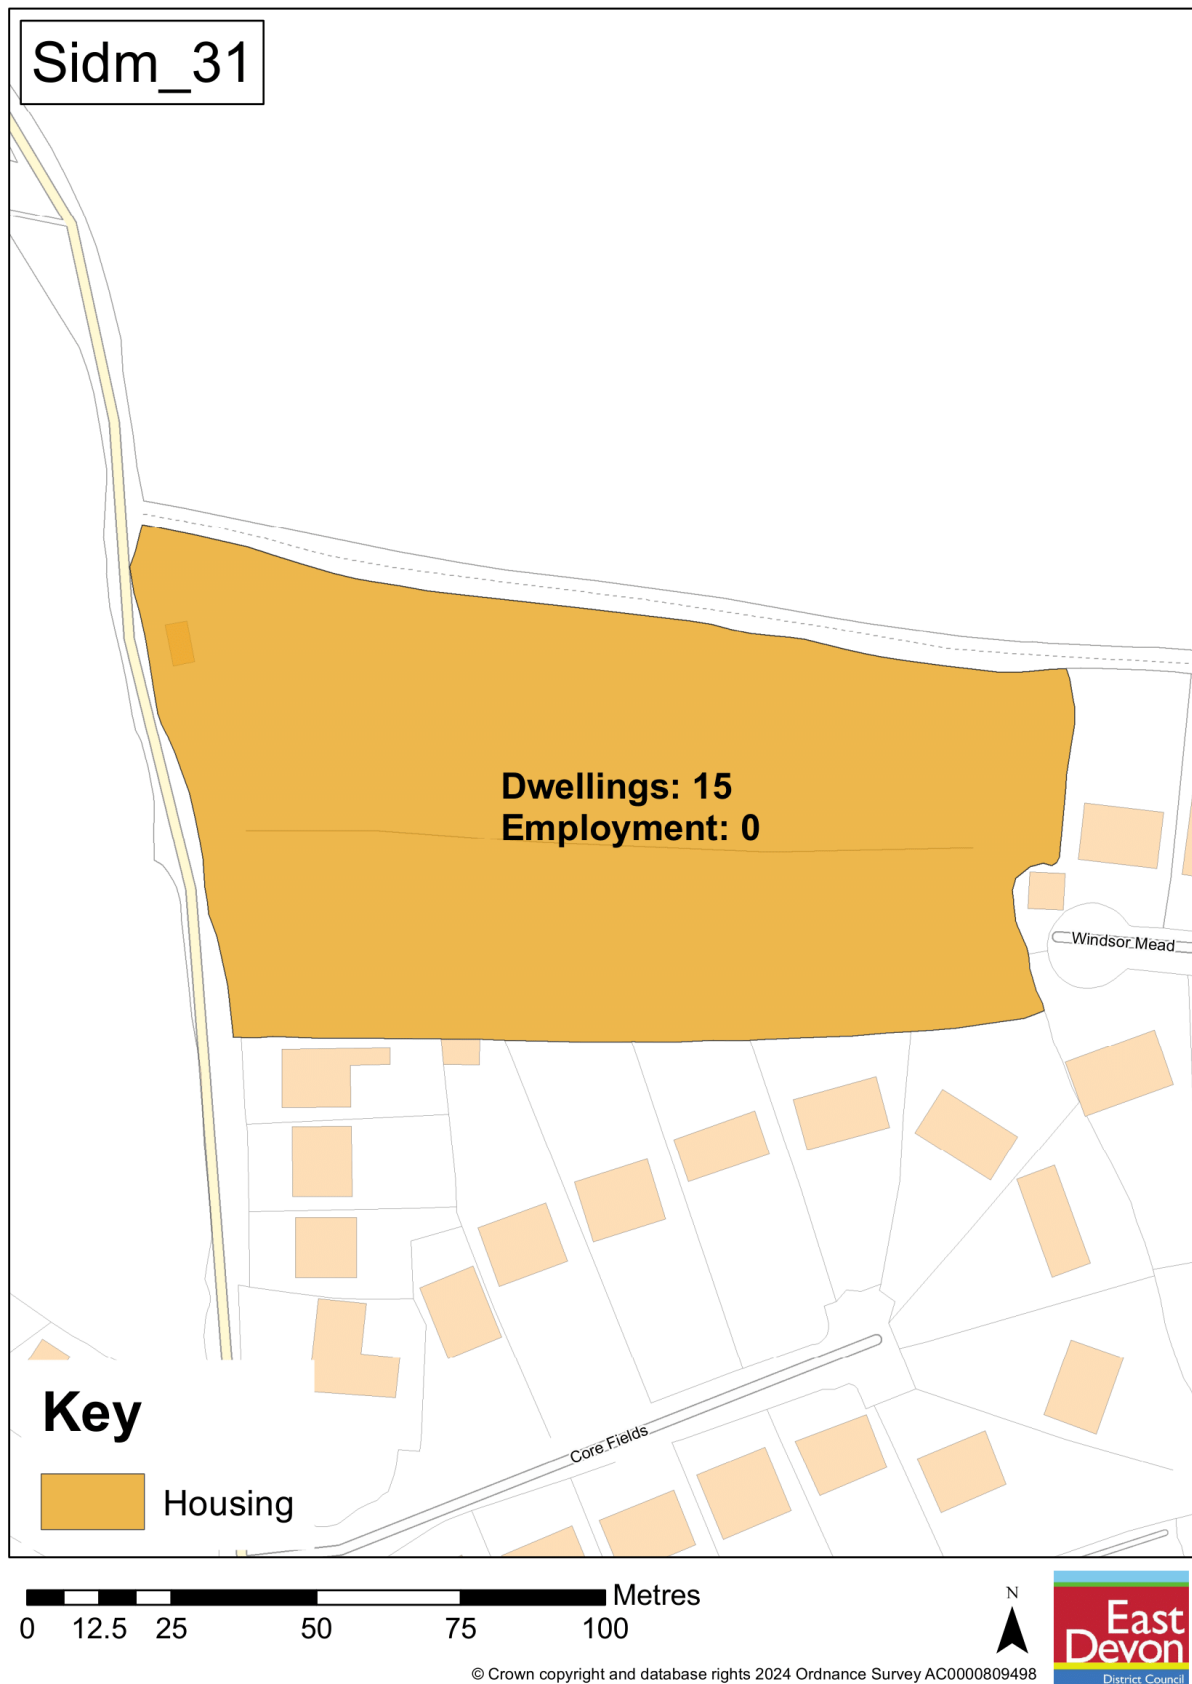 Sidm_31
Dwellings: 15
Employment: 0
Windsor Mead
Core Fields
Key
Housing
Metres
0 12.5 25 50 75 100
N
East
Devon
District Council
© Crown copyright and database rights 2024 Ordnance Survey AC0000809498